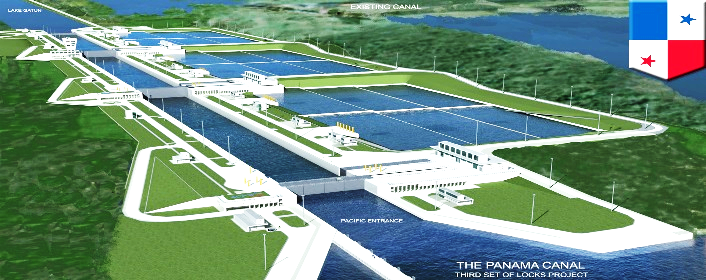 LAKE GATUN
EXISTING CANAL
PACIFIC ENTRANCE
THE PANAMA CANAL
THIRD SET OF LOCKS PROJECT